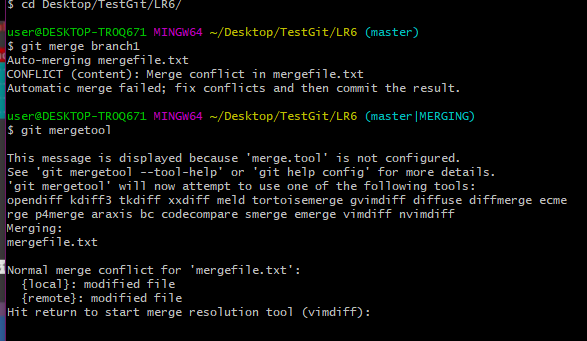 $ cd Desktop/TestGit/LR6/
user@DESKTOP-TROQ671 MINGW64 ~/Desktop/TestGit/LR6 (master)
$ git merge branch1
Auto-merging mergefile.txt
CONFLICT (content): Merge conflict in mergefile.txt
Automatic merge failed; fix conflicts and then commit the result.
user@DESKTOP-TROQ671 MINGW64 ~/Desktop/TestGit/LR6 (master|MERGING)
$ git mergetool
This message is displayed because 'merge.tool' is not configured.
See 'git mergetool --tool-help' or 'git help config' for more details.
'git mergetool' will now attempt to use one of the following tools:
opendiff kdiff3 tkdiff xxdiff meld tortoisemerge gvimdiff diffuse diffmerge ecme
rge p4merge araxis bc codecompare smerge emerge vimdiff nvimdiff
Merging:
mergefile.txt
Normal merge conflict for 'mergefile.txt':
  {local}: modified file
  {remote}: modified file
Hit return to start merge resolution tool (vimdiff):